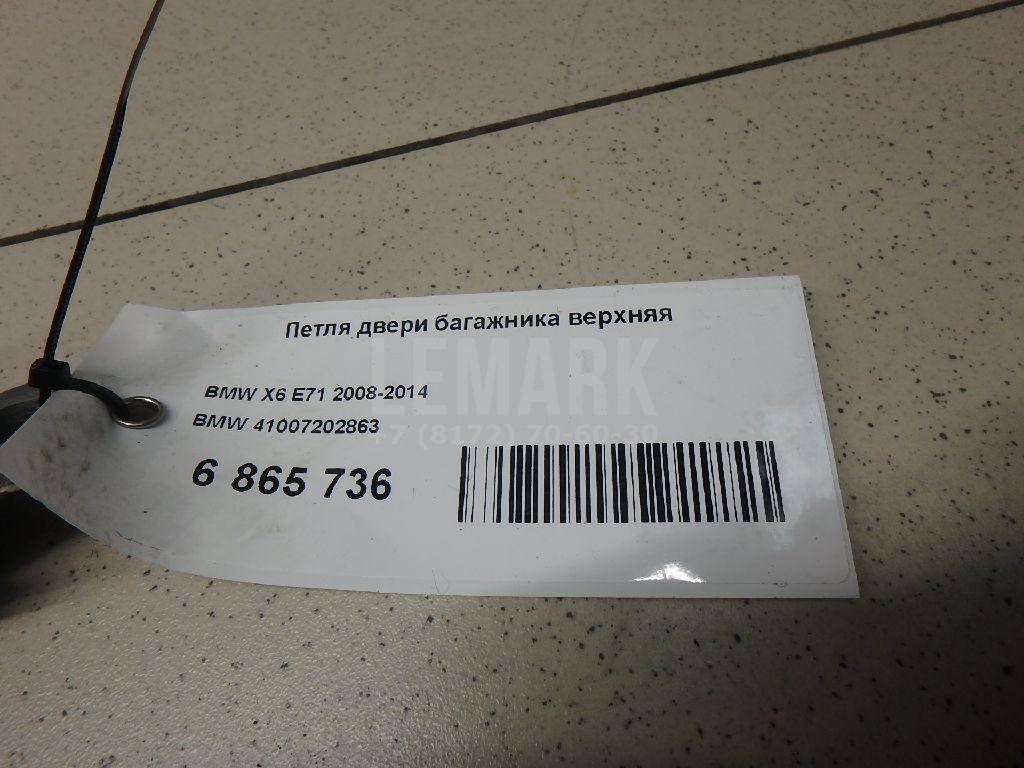 Петля двери багажника верхняя
LEMARK
BMW X6 E71 2008-2014
BMW 41007202863
+7 (8172) 70-60-30
6 865 736